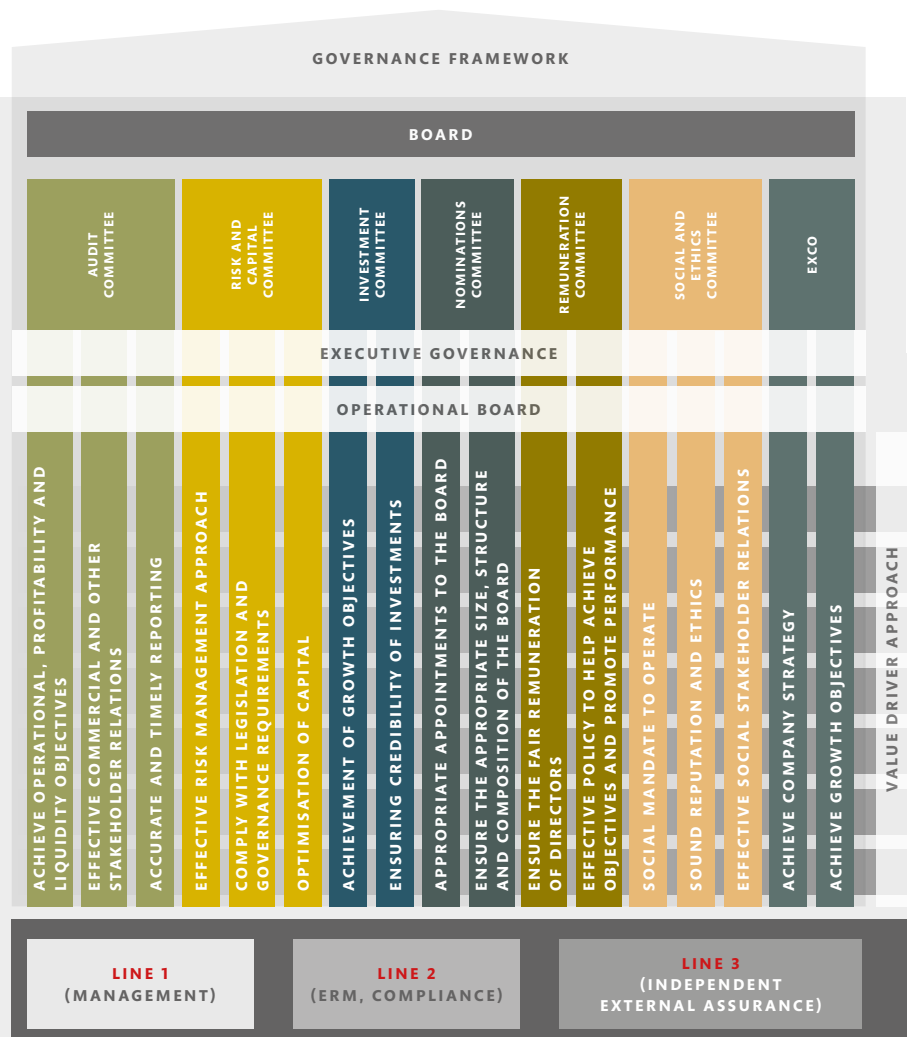 GOVERNANCE FRAMEWORK
BOARD
AUDIT
COMMITTEE
RISK AND
CAPITAL
COMMITTEE
INVESTMENT
COMMITTEE
NOMINATIONS
COMMITTEE
REMUNERATION
COMMITTEE
SOCIAL AND
ETHICS
COMMITTEE
EXCO
EXECUTIVE GOVERNANCE
OPERATIONAL BOARD
ACHIEVE OPERATIONAL, PROFITABILITY AND
LIQUIDITY OBJECTIVES
EFFECTIVE COMMERCIAL AND OTHER
STAKEHOLDER RELATIONS
ACCURATE AND TIMELY REPORTING
EFFECTIVE RISK MANAGEMENT APPROACH
COMPLY WITH LEGISLATION AND
GOVERNANCE REQUIREMENTS
OPTIMISATION OF CAPITAL
ACHIEVEMENT OF GROWTH OBJECTIVES
ENSURING CREDIBILITY OF INVESTMENTS
APPROPRIATE APPOINTMENTS TO THE BOARD
ENSURE THE APPROPRIATE SIZE, STRUCTURE
AND COMPOSITION OF THE BOARD
ENSURE THE FAIR REMUNERATION
OF DIRECTORS
EFFECTIVE POLICY TO HELP ACHIEVE
OBJECTIVES AND PROMOTE PERFORMANCE
SOCIAL MANDATE TO OPERATE
SOUND REPUTATION AND ETHICS
EFFECTIVE SOCIAL STAKEHOLDER RELATIONS
ACHIEVE COMPANY STRATEGY
ACHIEVE GROWTH OBJECTIVES
VALUE DRIVER APPROACH
LINE 1
(MANAGEMENT)
LINE 2
(ERM, COMPLIANCE)
LINE 3
(INDEPENDENT
EXTERNAL ASSURANCE)